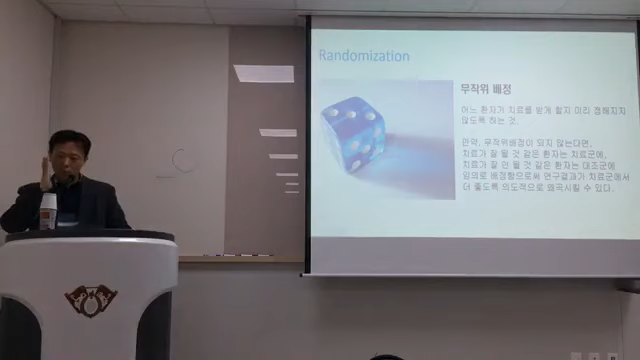 Randomization
무작위 배정
어느 환자가 치료를 받게 할지 미리 정해지지
않도록 하는 것.
만약, 무작위배정이 되지 않는다면,
치료가 잘 될 것 같은 환자는 치료군에,
치료가 잘 안 될 것 같은 환자는 대조군에
임의로 배정함으로써 연구결과가 치료군에서
더 좋도록 의도적으로 왜곡시킬 수 있다.